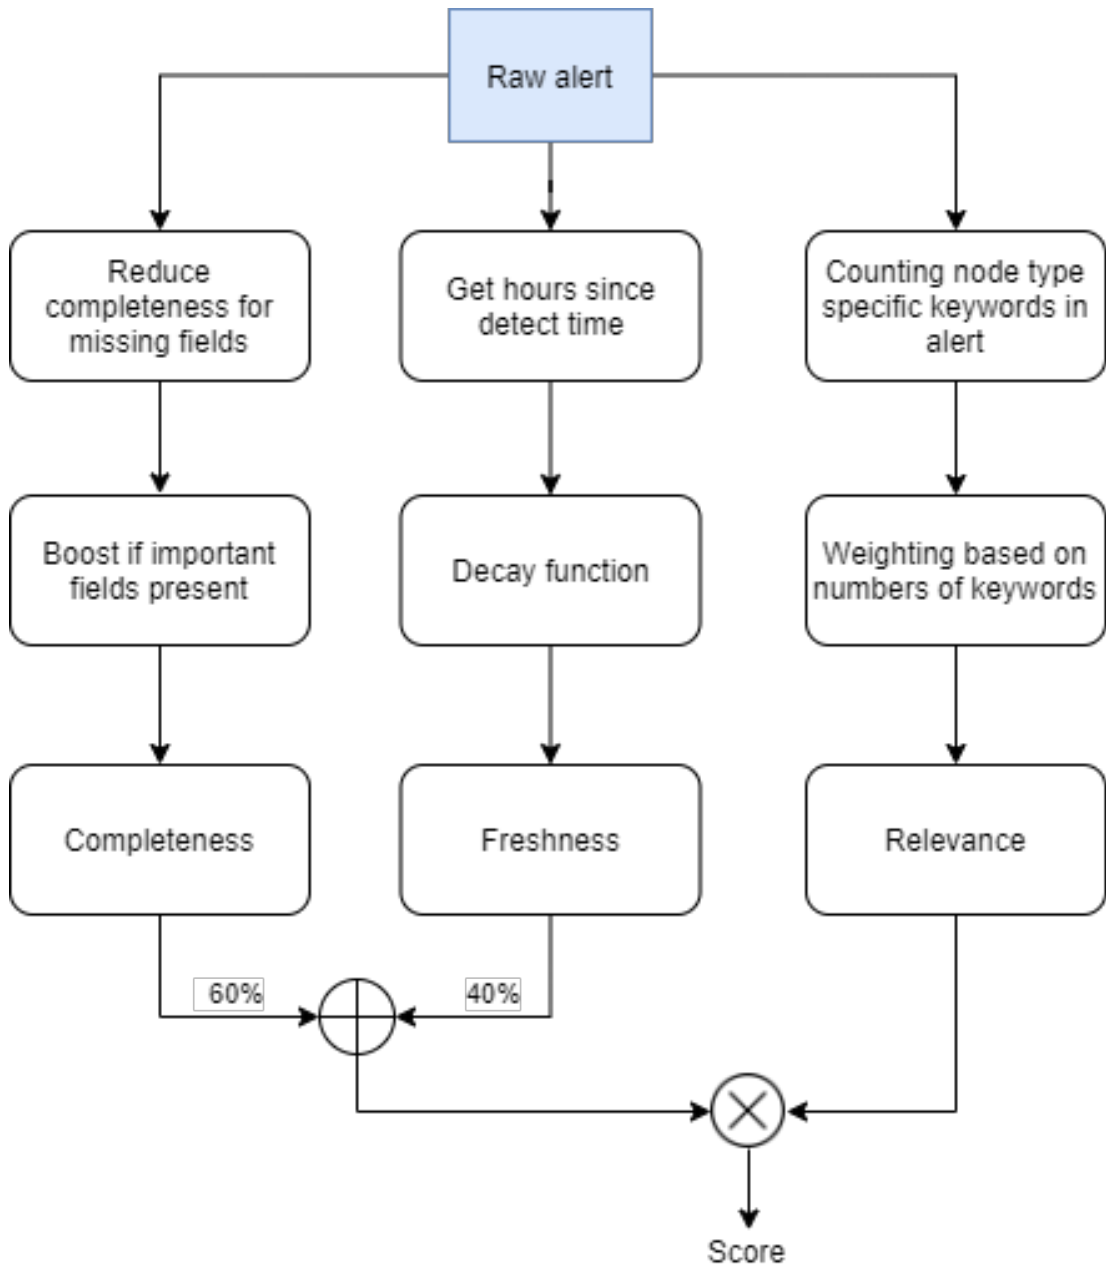 Raw alert
Reduce
completeness for
missing fields
Get hours since
detect time
Counting node type
specific keywords in
alert
Boost if important
fields present
Decay function
Weighting based on
numbers of keywords
Completeness
Freshness
Relevance
60%
40%
Score